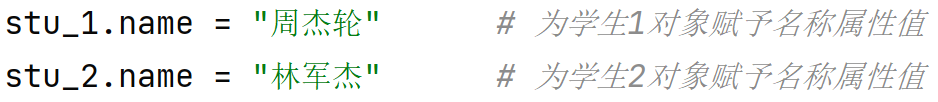 stu_1.name = "周杰轮"      # 为学生1对象赋予名称属性值
stu_2.name = "林军杰"      # 为学生2对象赋予名称属性值